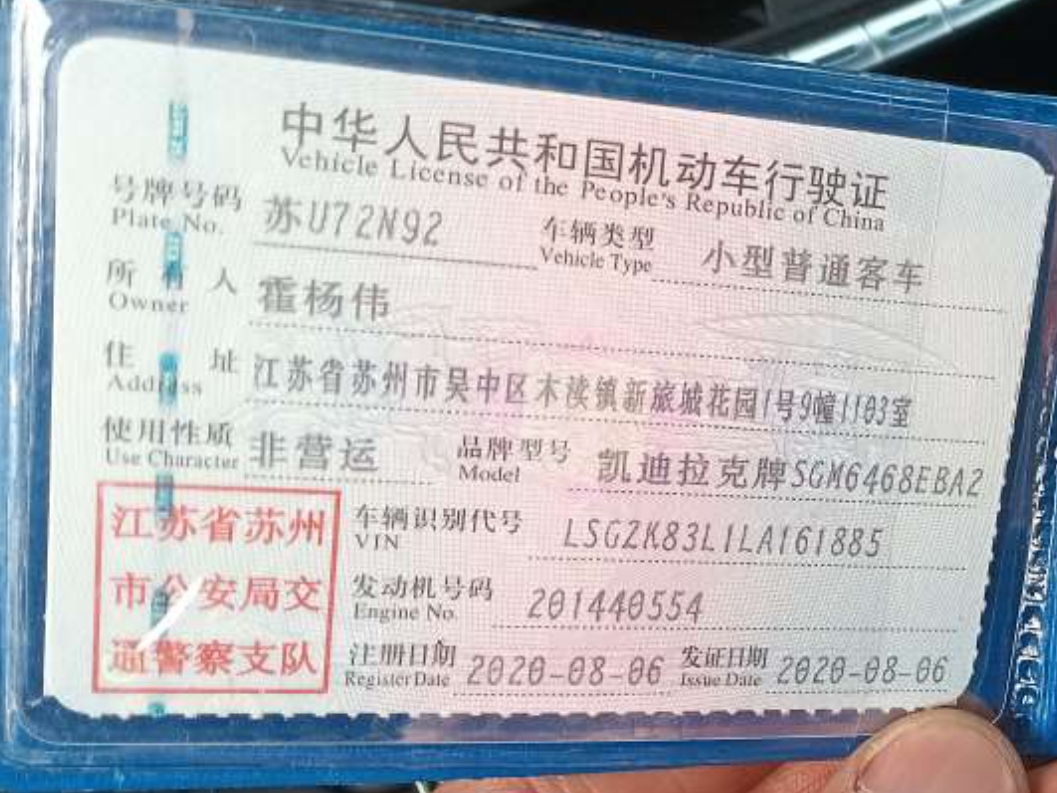 中华人民共和国机动车行驶证
Vehicle License of the People's Republic of China
号牌号码 苏U72N92 车辆类型 小型普通客车
Plate No. Vehicle Type
所有人 霍杨伟
Owner
住址 江苏省苏州市吴中区木渎镇新旅城花园1号9幢1103室
Address
使用性质 非营运 品牌型号 凯迪拉克牌SGM6468EBA2
Use Character Model
江苏省苏州 车辆识别代号 LSGZK83L1LA161885
VIN
市公安局交 发动机号码 201440554
Engine No.
通警察支队 注册日期 2020-08-06 发证日期 2020-08-06
Register Date Issue Date